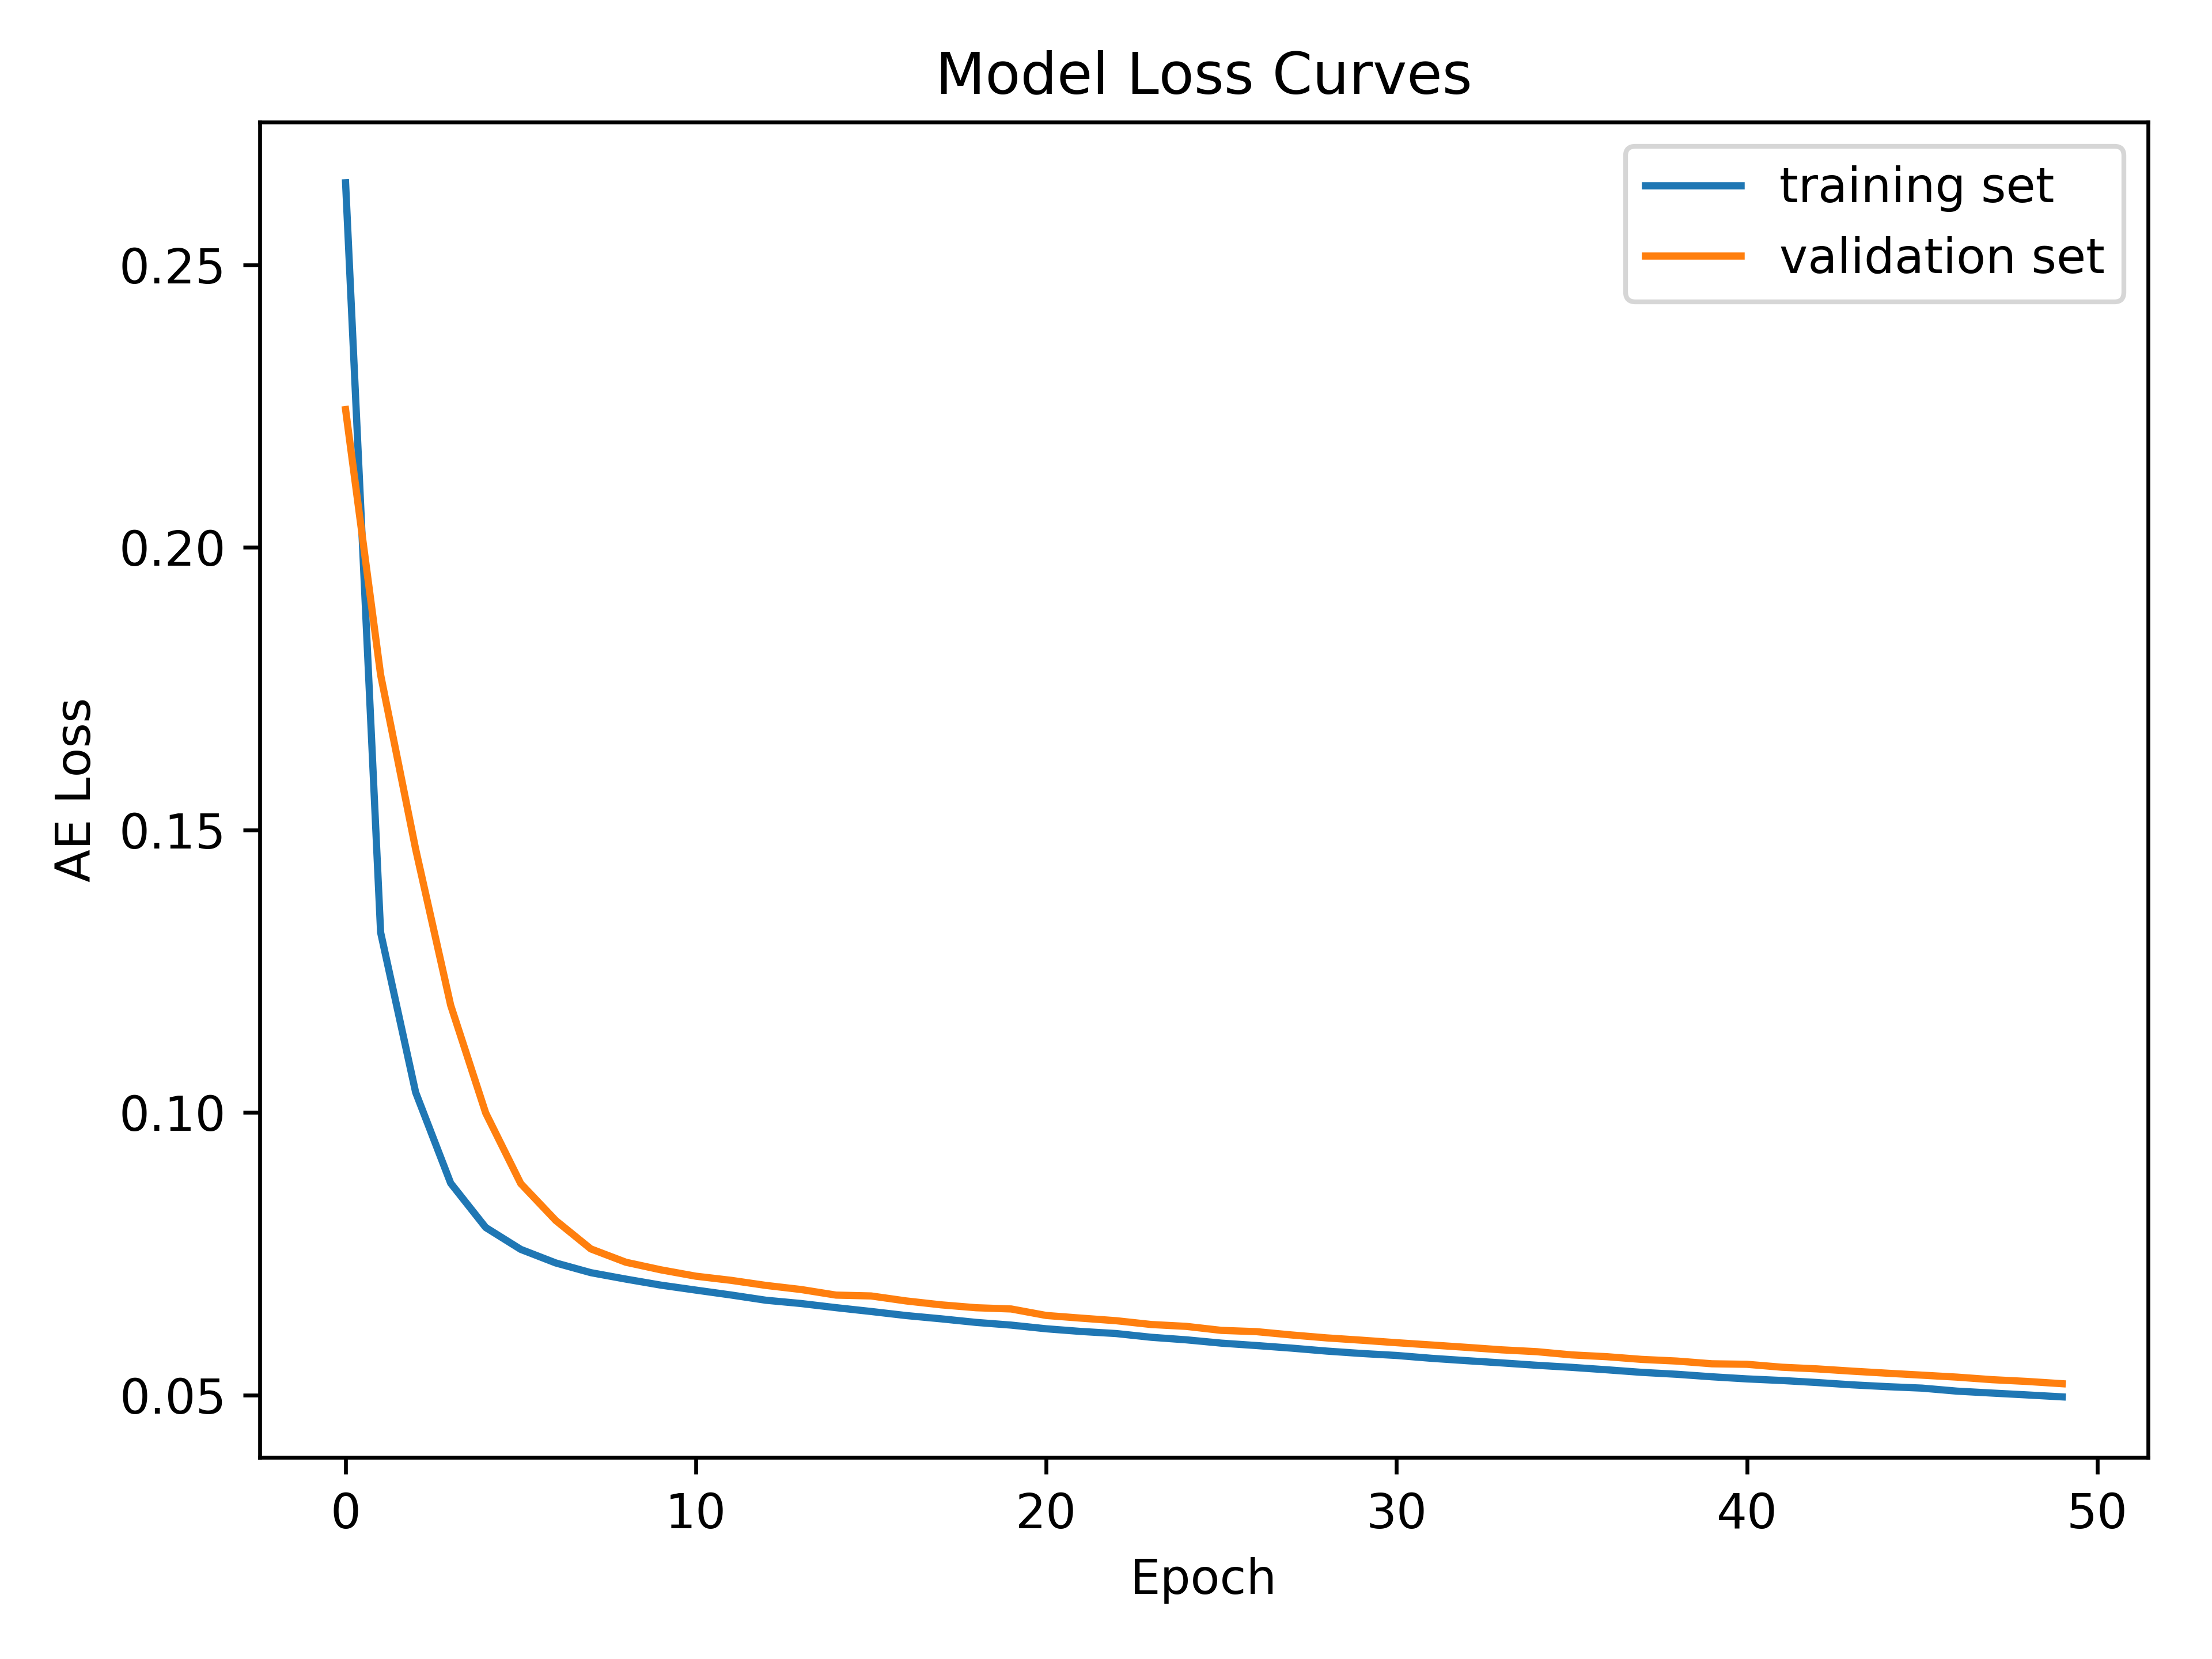 Model Loss Curves
training set
validation set
0.25
0.20
0.15
0.10
0.05
AE Loss
0 10 20 30 40 50
Epoch